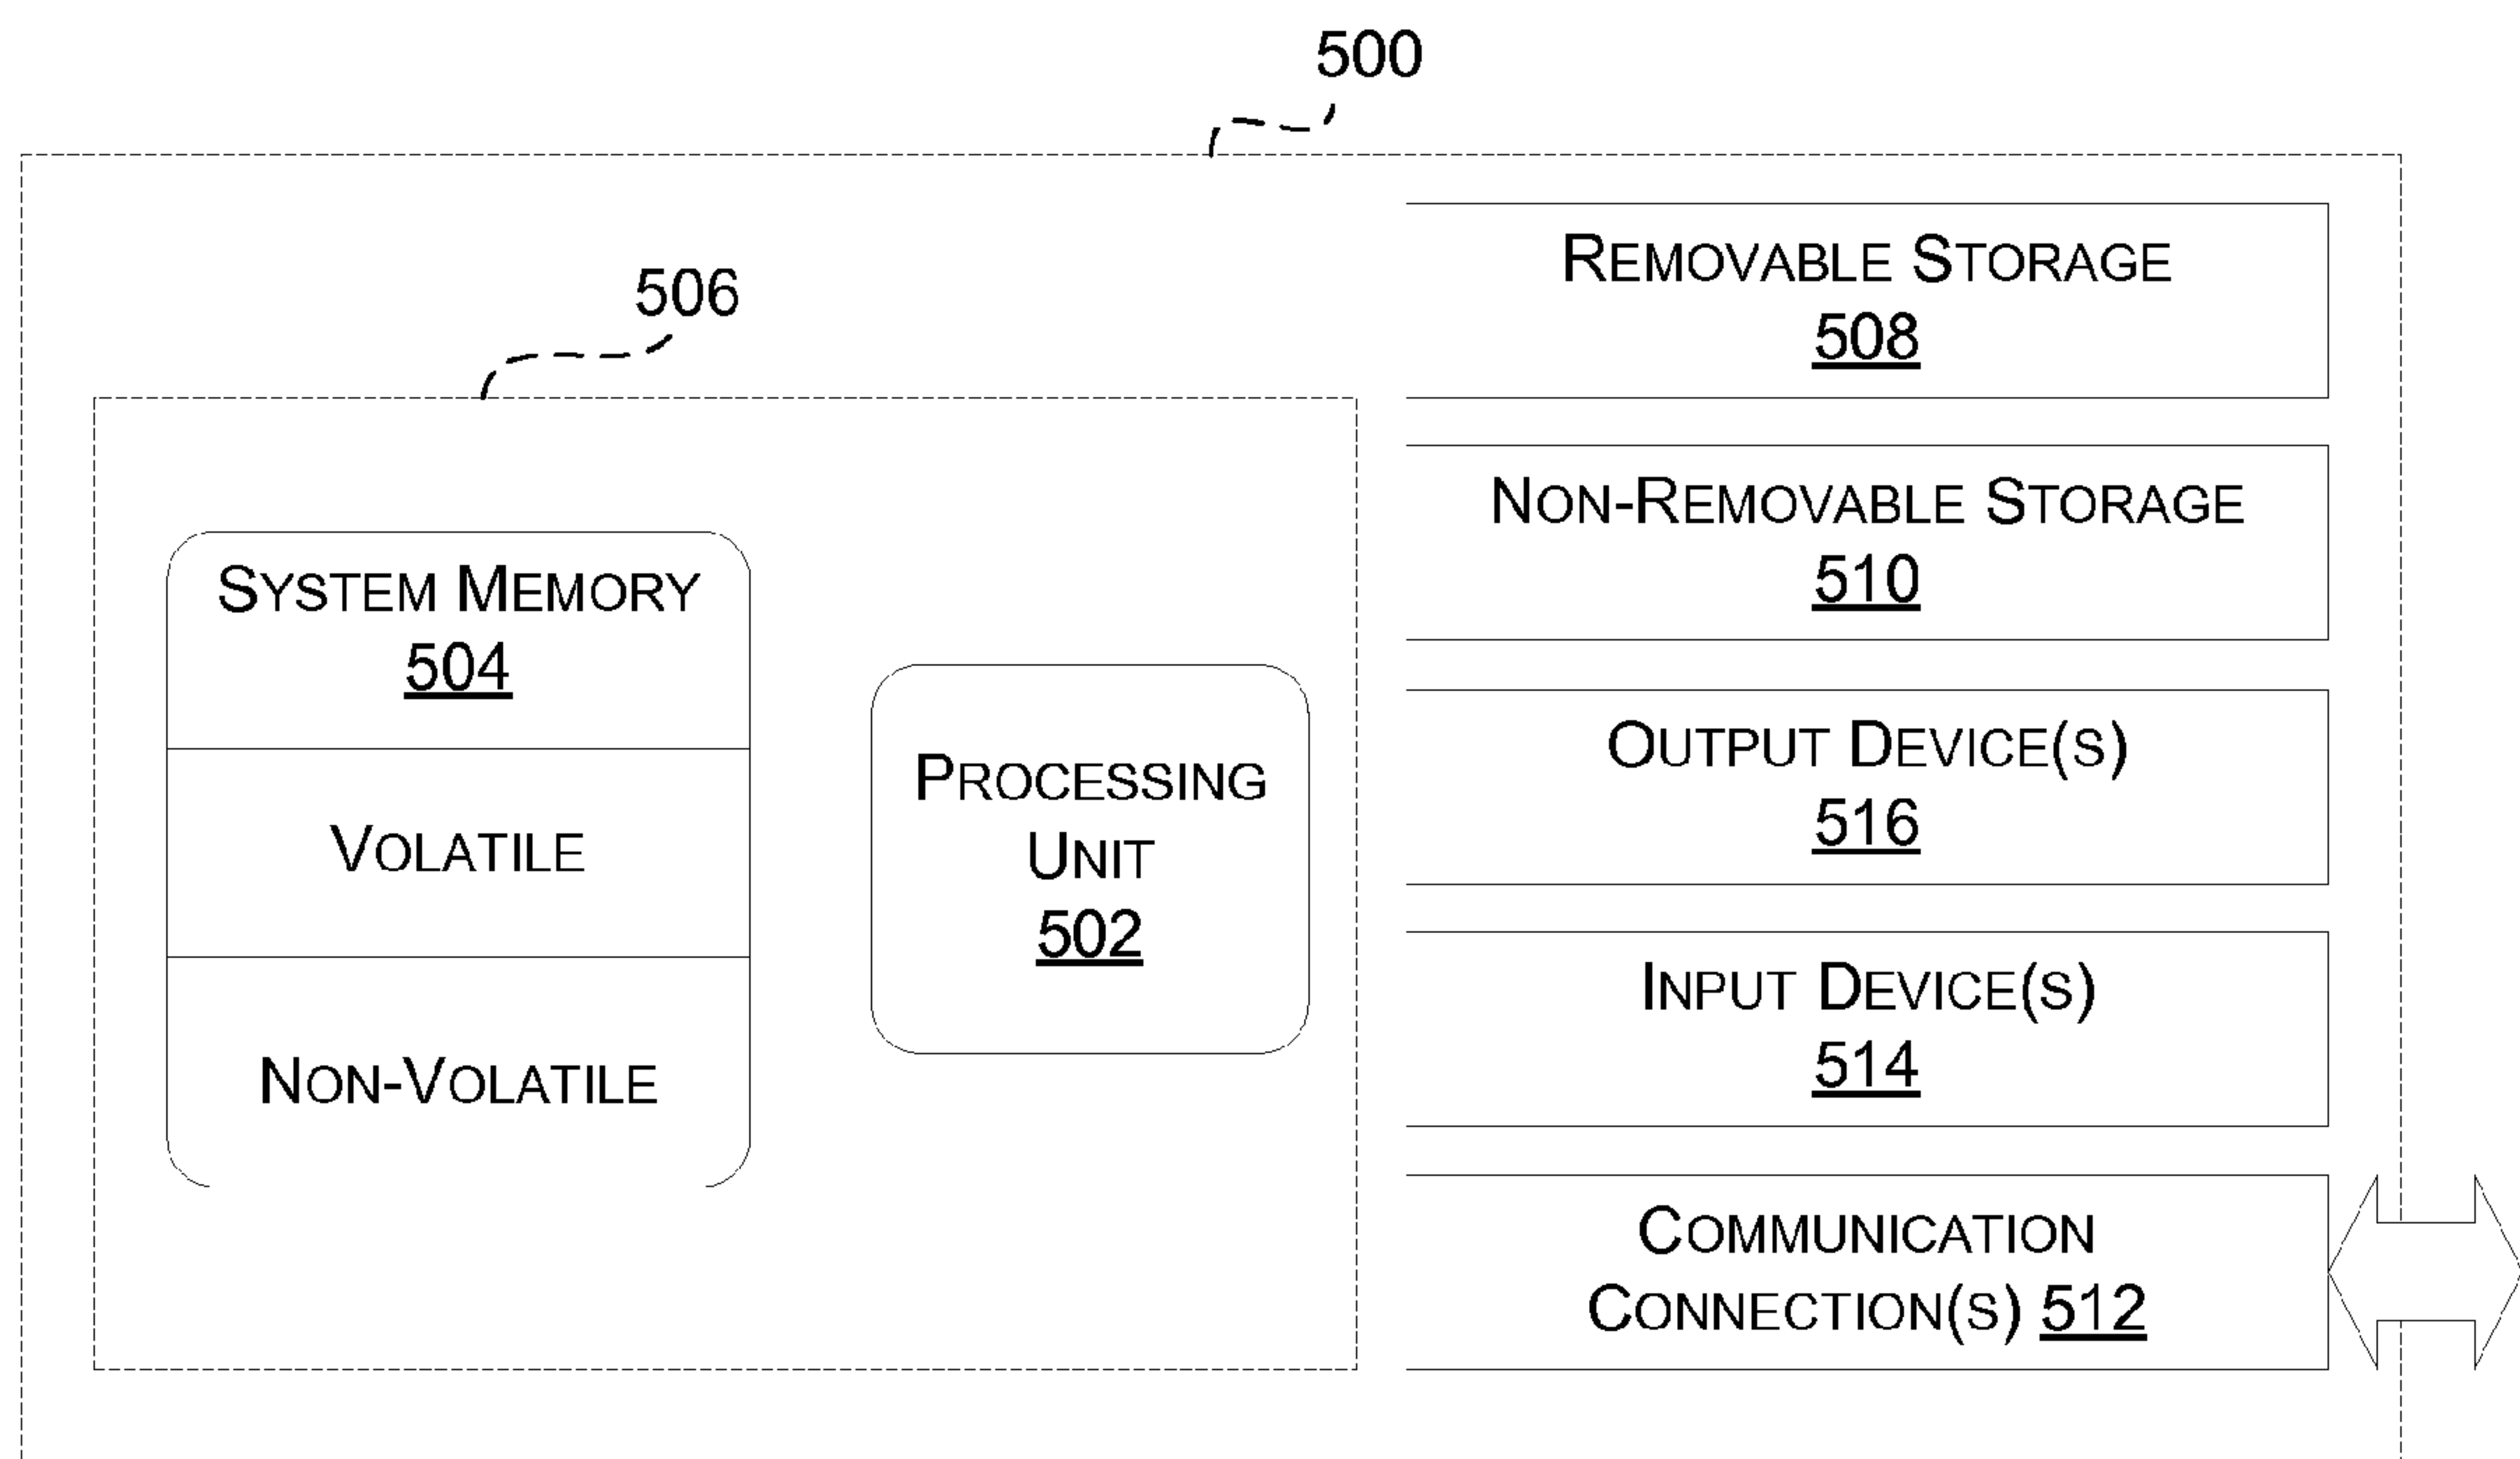 500
506
SYSTEM MEMORY
504
VOLATILE
NON-VOLATILE
PROCESSING
UNIT
502
REMOVABLE STORAGE
508
NON-REMOVABLE STORAGE
510
OUTPUT DEVICE(S)
516
INPUT DEVICE(S)
514
COMMUNICATION
CONNECTION(S) 512